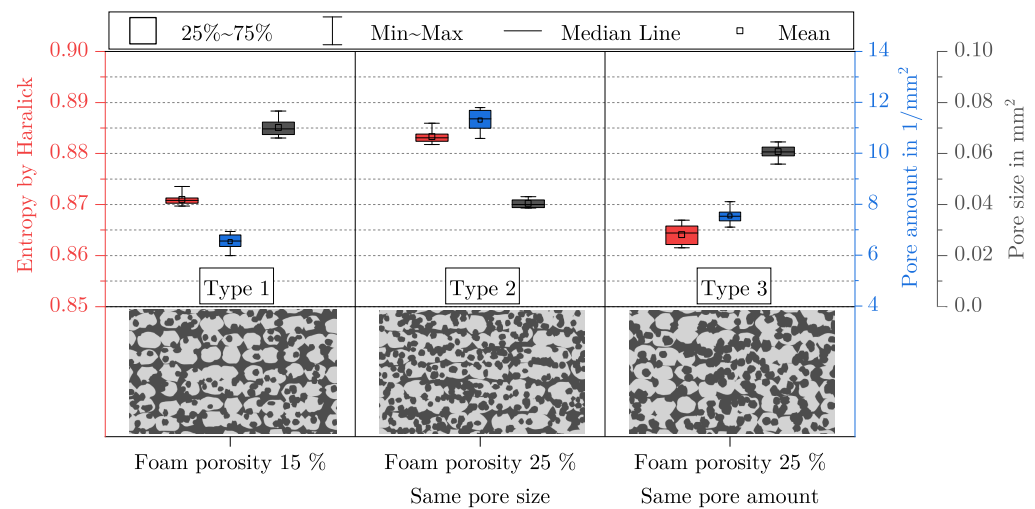 25%~75% Min~Max Median Line Mean
Entropy by Haralick
0.90
0.89
0.88
0.87
0.86
0.85
14
12
10
8
6
4
Pore amount in 1/mm²
0.10
0.08
0.06
0.04
0.02
0.0
Pore size in mm²
Type 1 Type 2 Type 3
Foam porosity 15 % Foam porosity 25 % Foam porosity 25 %
Same pore size Same pore amount